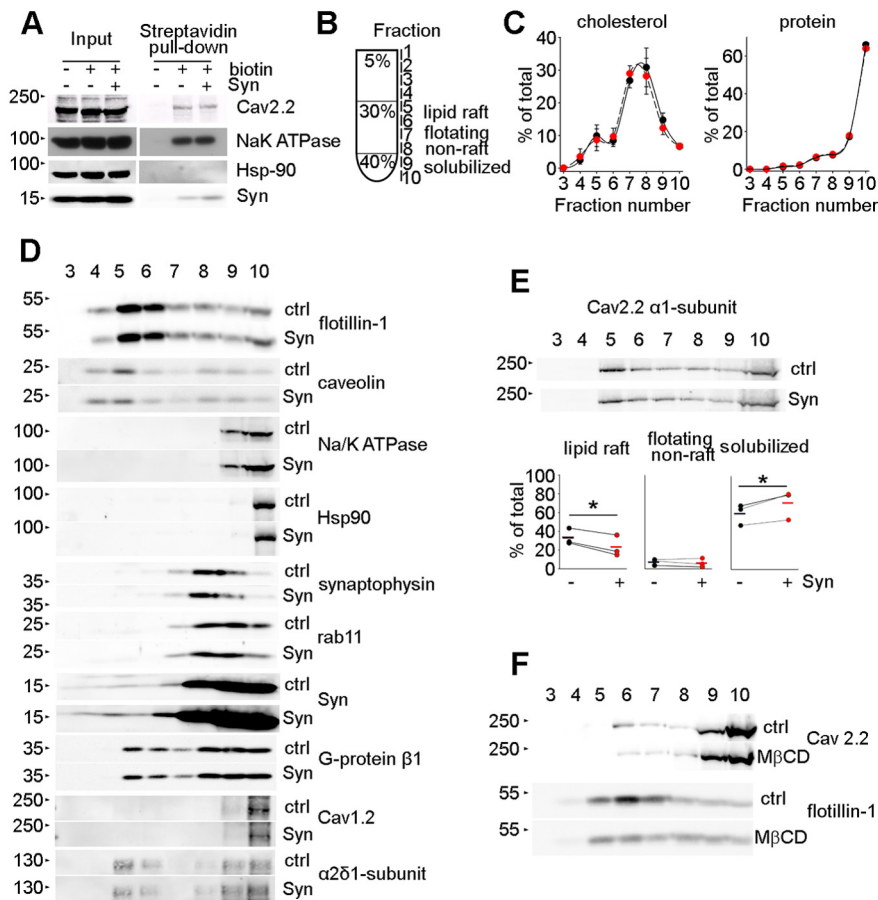 A
Input
Streptavidin
pull-down
- + + - + + biotin
- - + - - + Syn
250
Cav2.2
100
NaK ATPase
100
Hsp-90
15
Syn
B
Fraction
5%
30%
40%
1
2
3
4
5
6
7
8
9
10
lipid raft
flotating
non-raft
solubilized
C
cholesterol
% of total
40
30
20
10
0
3 4 5 6 7 8 9 10
Fraction number
protein
% of total
60
40
20
0
3 4 5 6 7 8 9 10
Fraction number
D
3 4 5 6 7 8 9 10
55 ctrl
flotillin-1
55 Syn
25 ctrl
caveolin
25 Syn
100 ctrl
Na/K ATPase
100 Syn
100 ctrl
Hsp90
100 Syn
35 ctrl
synaptophysin
35 Syn
25 ctrl
rab11
25 Syn
15 ctrl
Syn
15 Syn
35 ctrl
G-protein β1
35 Syn
250 ctrl
Cav1.2
250 Syn
130 ctrl
α2δ1-subunit
130 Syn
E
Cav2.2 α1-subunit
3 4 5 6 7 8 9 10
250 ctrl
250 Syn
lipid raft
flotating
non-raft
solubilized
% of total
100
80
60
40
20
0
* *
- + - + - + Syn
F
3 4 5 6 7 8 9 10
250 ctrl
Cav 2.2
250 MβCD
55 ctrl
flotillin-1
55 MβCD